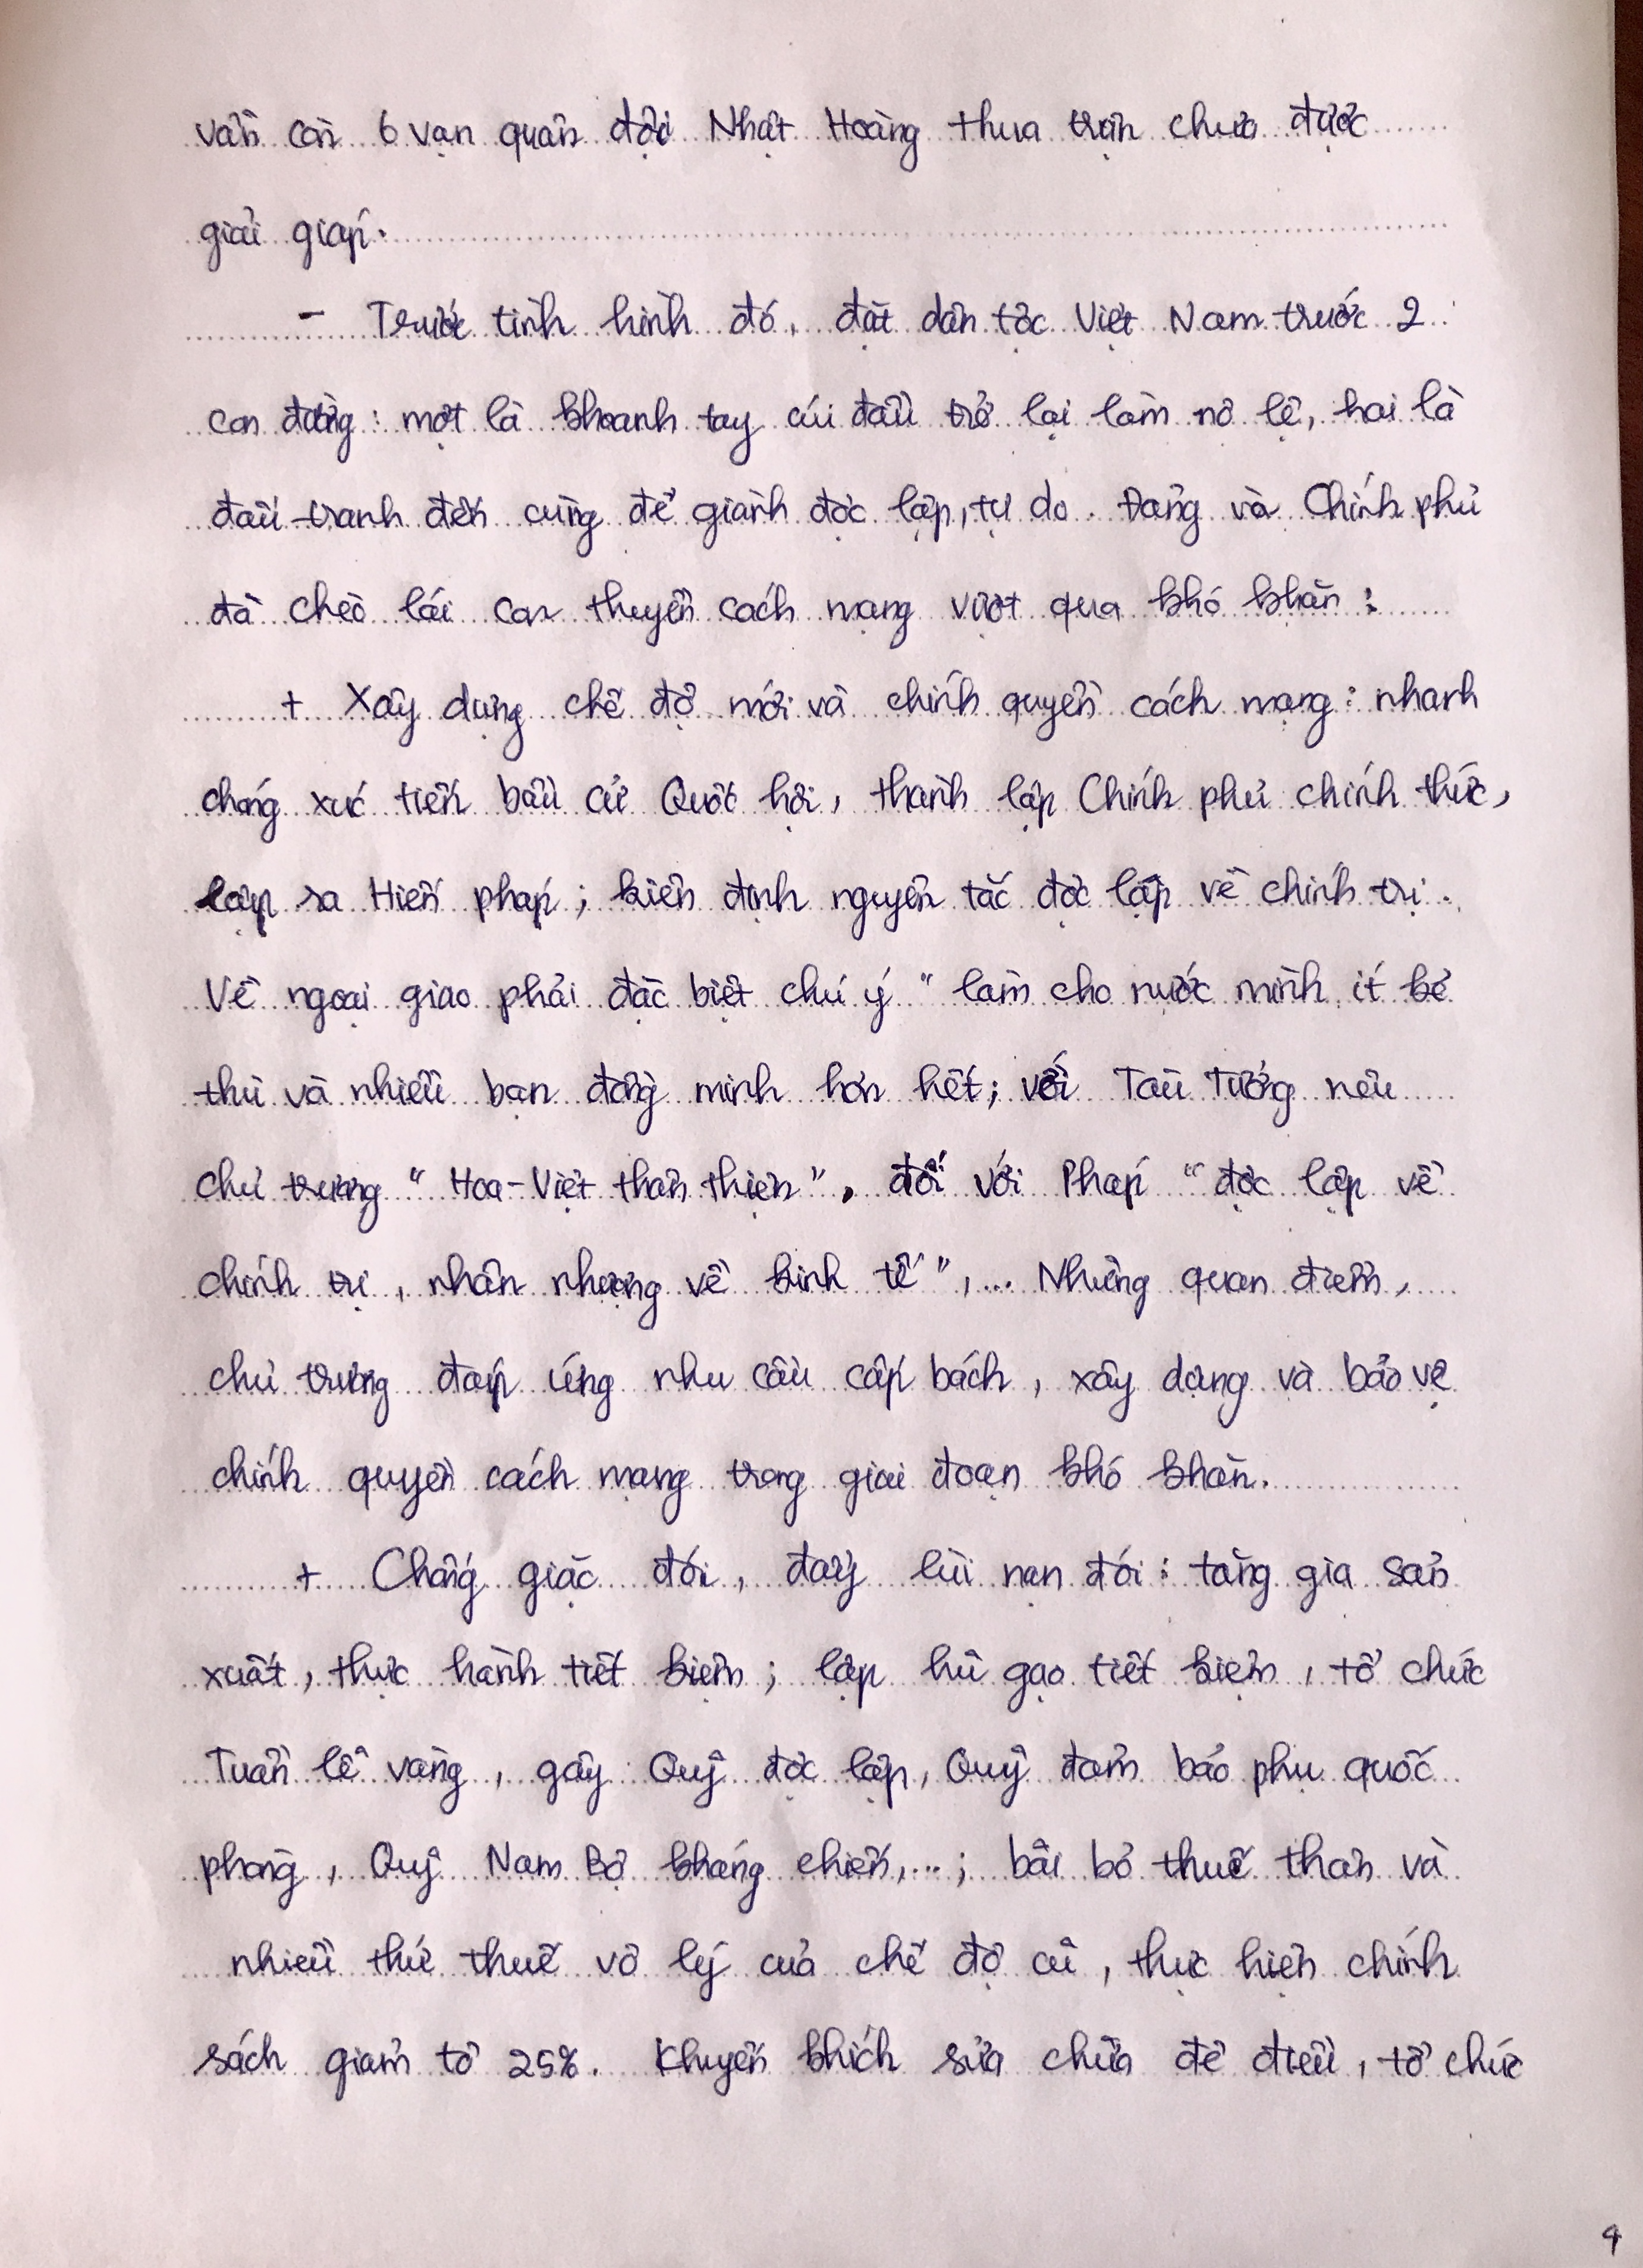 vẫn còn 6 vạn quân đội Nhật Hoàng thua trận chưa được
giải giáp.
- Trước tình hình đó, đặt dân tộc Việt Nam trước 2
con đường: một là khoanh tay cúi đầu trở lại làm nô lệ, hai là
đấu tranh đến cùng để giành độc lập, tự do. Đảng và Chính phủ
đã chèo lái con thuyền cách mạng vượt qua khó khăn:
+ Xây dựng chế độ mới và chính quyền cách mạng: nhanh
chóng xúc tiến bầu cử Quốc hội, thành lập Chính phủ chính thức,
lập ra Hiến pháp; kiên định nguyên tắc độc lập về chính trị.
Về ngoại giao phải đặc biệt chú ý "làm cho nước mình ít kẻ
thù và nhiều bạn đồng minh hơn hết; với Tàu Tưởng nêu
chủ trương "Hoa-Việt thân thiện", đối với Pháp "độc lập về
chính trị, nhân nhượng về kinh tế",... Những quan điểm,
chủ trương đáp ứng nhu cầu cấp bách, xây dựng và bảo vệ
chính quyền cách mạng trong giai đoạn khó khăn.
+ Chống giặc đói, đẩy lùi nạn đói: tăng gia sản
xuất, thực hành tiết kiệm; lập hũ gạo tiết kiệm, tổ chức
Tuần lễ vàng, gây Quỹ độc lập, Quỹ đảm bảo phụ quốc
phòng, Quỹ Nam Bộ kháng chiến,...; bãi bỏ thuế thân và
nhiều thứ thuế vô lý của chế độ cũ, thực hiện chính
sách giảm tô 25%. Khuyến khích sửa chữa đê điều, tổ chức
4